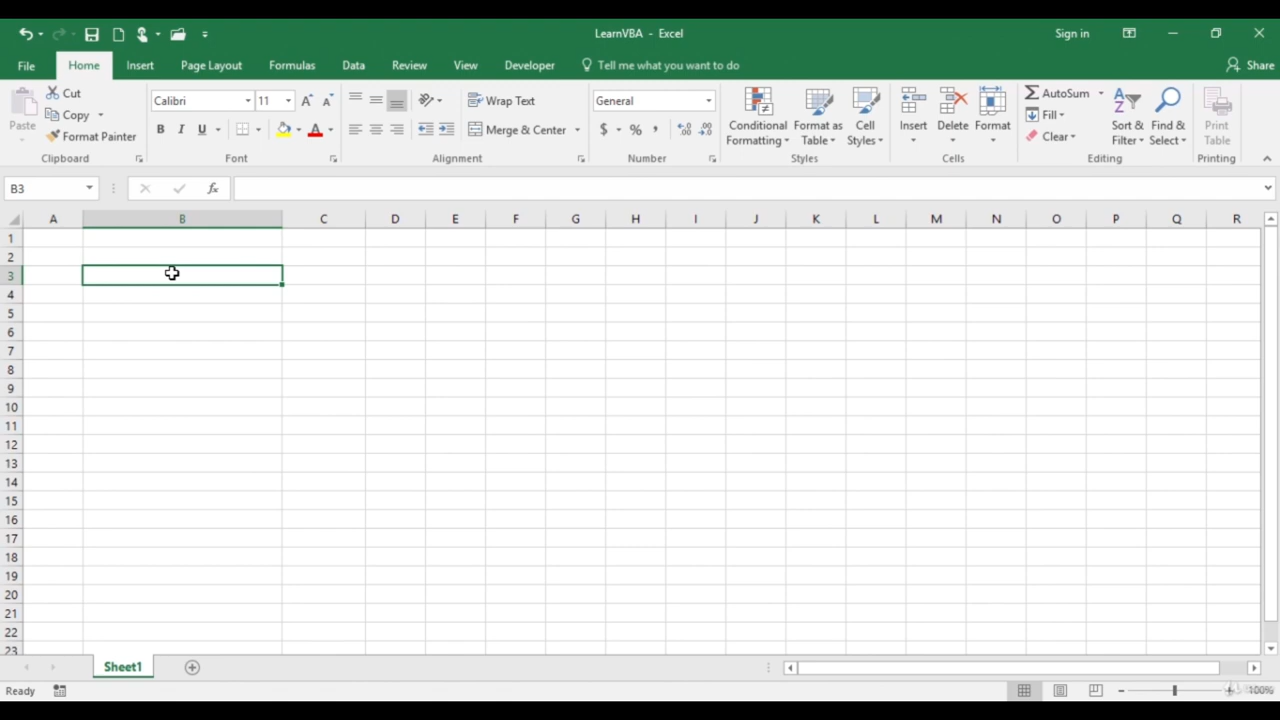 LearnVBA - Excel
Sign in
File Home Insert Page Layout Formulas Data Review View Developer Tell me what you want to do Share
Paste
Cut
Copy
Format Painter
Clipboard
Calibri 11
B I U
Font
Wrap Text
Merge & Center
Alignment
General
$ % ,
Number
Conditional Formatting
Format as Table
Cell Styles
Styles
Insert
Delete
Format
Cells
AutoSum
Fill
Clear
Sort & Filter
Find & Select
Editing
Print Table
Printing
B3 fx
A B C D E F G H I J K L M N O P Q R
1
2
3
4
5
6
7
8
9
10
11
12
13
14
15
16
17
18
19
20
21
22
23
Sheet1
Ready
100%